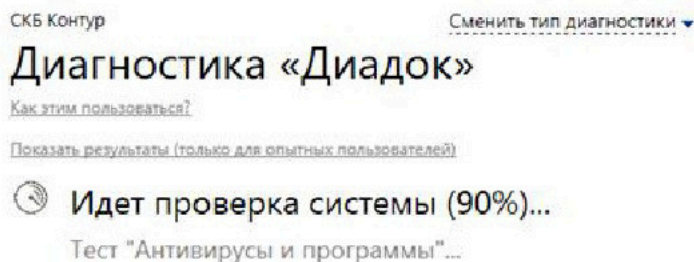 СКБ Контур
Сменить тип диагностики
Диагностика «Диадок»
Как этим пользоваться?
Показать результаты (только для опытных пользователей)
Идет проверка системы (90%)...
Тест "Антивирусы и программы"...